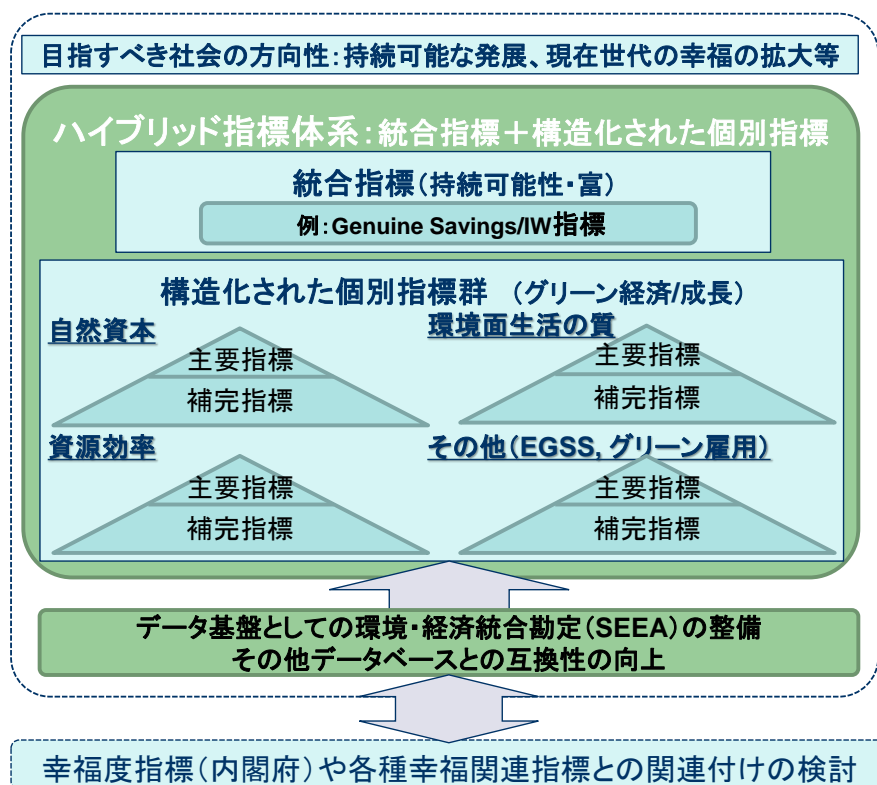 目指すべき社会の方向性:持続可能な発展、現在世代の幸福の拡大等
ハイブリッド指標体系:統合指標+構造化された個別指標
統合指標(持続可能性・富)
例:Genuine Savings/IW指標
構造化された個別指標群 (グリーン経済/成長)
自然資本
主要指標
補完指標
環境面生活の質
主要指標
補完指標
資源効率
主要指標
補完指標
その他(EGSS, グリーン雇用)
主要指標
補完指標
データ基盤としての環境・経済統合勘定(SEEA)の整備
その他データベースとの互換性の向上
幸福度指標(内閣府)や各種幸福関連指標との関連付けの検討